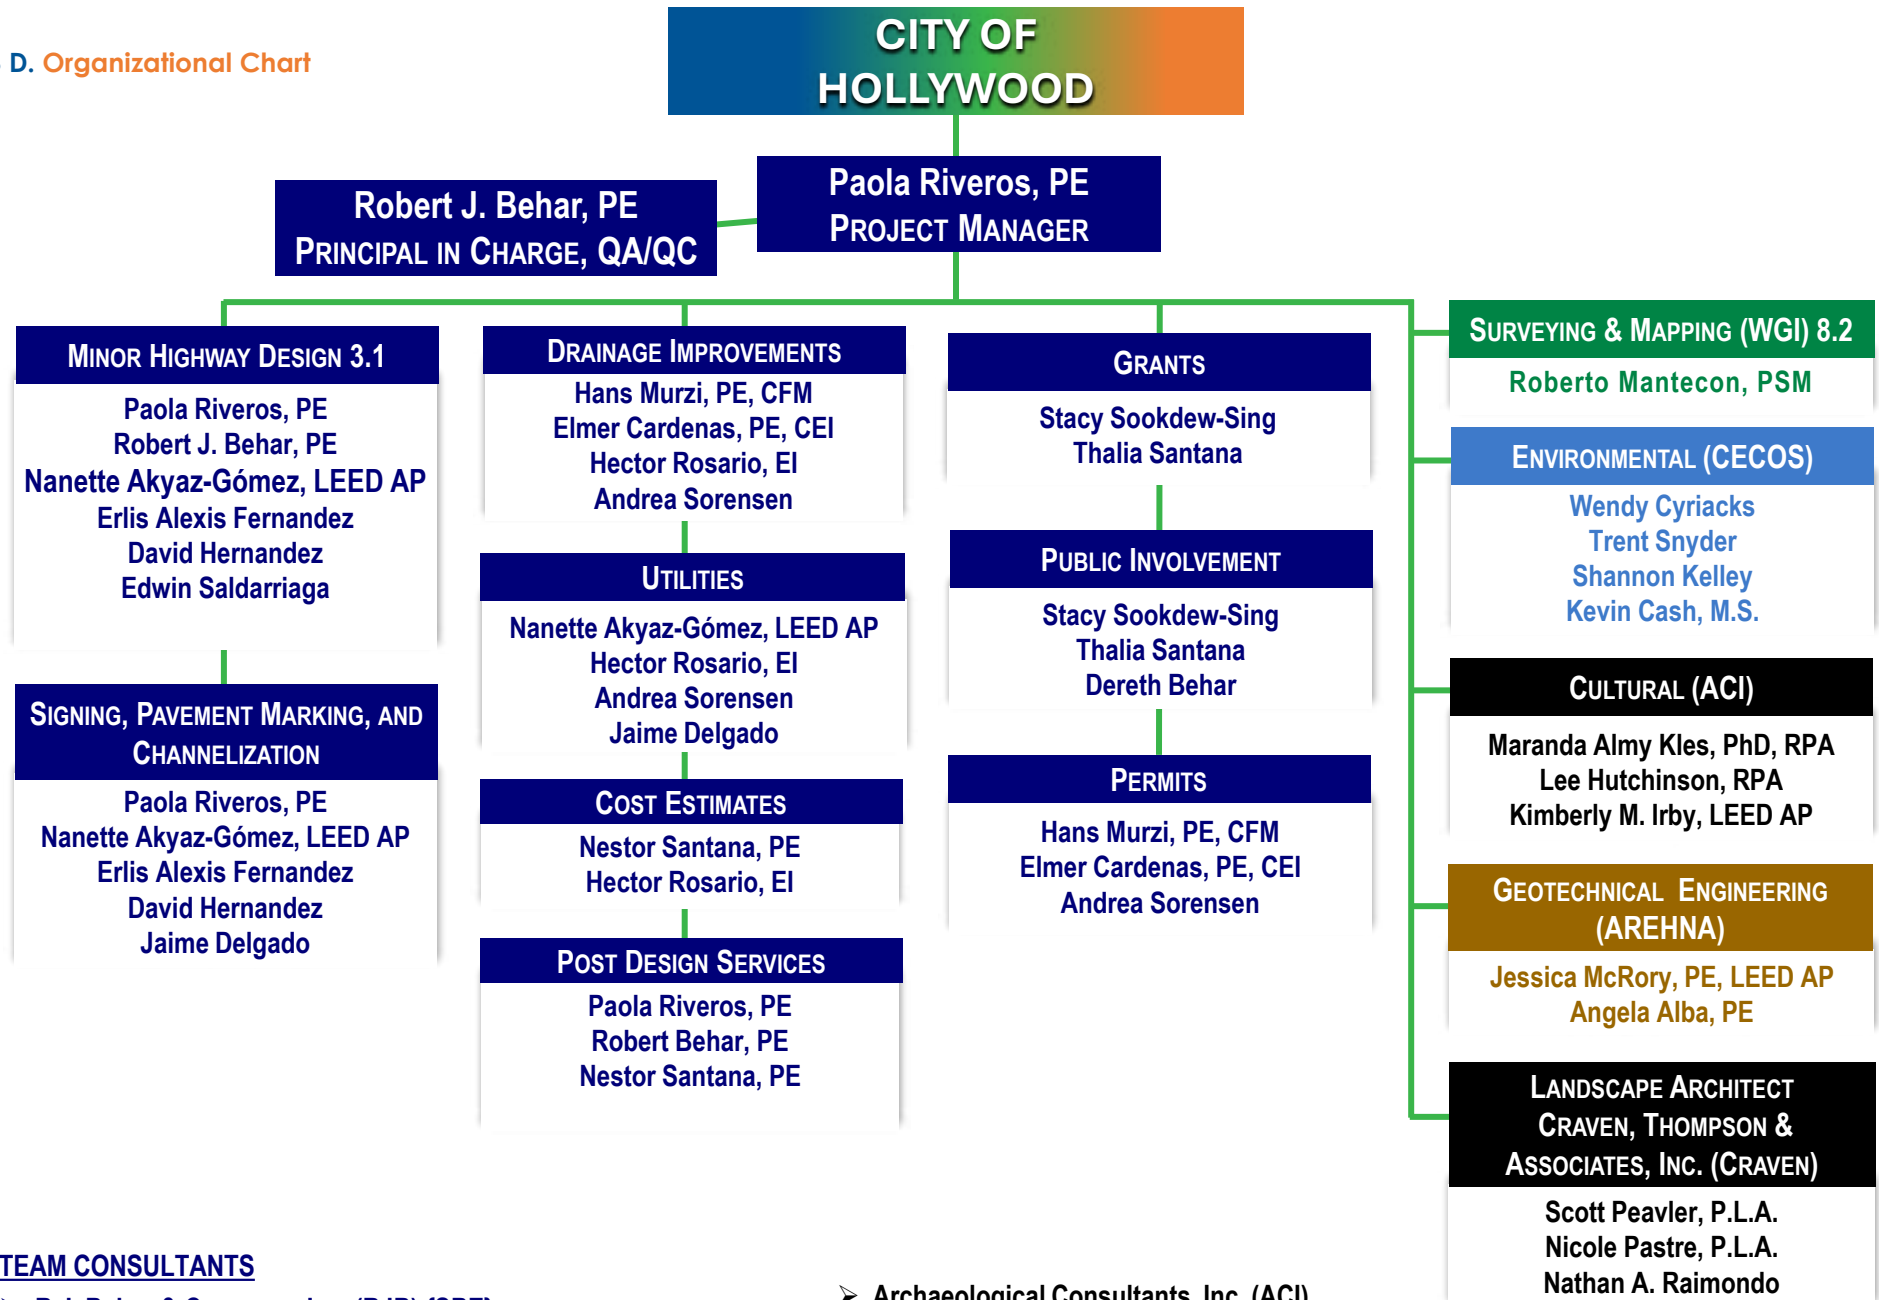 D. Organizational Chart
CITY OF
HOLLYWOOD
Robert J. Behar, PE
PRINCIPAL IN CHARGE, QA/QC
Paola Riveros, PE
PROJECT MANAGER
MINOR HIGHWAY DESIGN 3.1
Paola Riveros, PE
Robert J. Behar, PE
Nanette Akyaz-Gómez, LEED AP
Erlis Alexis Fernandez
David Hernandez
Edwin Saldarriaga
SIGNING, PAVEMENT MARKING, AND
CHANNELIZATION
Paola Riveros, PE
Nanette Akyaz-Gómez, LEED AP
Erlis Alexis Fernandez
David Hernandez
Jaime Delgado
DRAINAGE IMPROVEMENTS
Hans Murzi, PE, CFM
Elmer Cardenas, PE, CEI
Hector Rosario, EI
Andrea Sorensen
UTILITIES
Nanette Akyaz-Gómez, LEED AP
Hector Rosario, EI
Andrea Sorensen
Jaime Delgado
COST ESTIMATES
Nestor Santana, PE
Hector Rosario, EI
POST DESIGN SERVICES
Paola Riveros, PE
Robert Behar, PE
Nestor Santana, PE
GRANTS
Stacy Sookdew-Sing
Thalia Santana
PUBLIC INVOLVEMENT
Stacy Sookdew-Sing
Thalia Santana
Dereth Behar
PERMITS
Hans Murzi, PE, CFM
Elmer Cardenas, PE, CEI
Andrea Sorensen
SURVEYING & MAPPING (WGI) 8.2
Roberto Mantecon, PSM
ENVIRONMENTAL (CECOS)
Wendy Cyriacks
Trent Snyder
Shannon Kelley
Kevin Cash, M.S.
CULTURAL (ACI)
Maranda Almy Kles, PhD, RPA
Lee Hutchinson, RPA
Kimberly M. Irby, LEED AP
GEOTECHNICAL ENGINEERING
(AREHNA)
Jessica McRory, PE, LEED AP
Angela Alba, PE
LANDSCAPE ARCHITECT
CRAVEN, THOMPSON &
ASSOCIATES, INC. (CRAVEN)
Scott Peavler, P.L.A.
Nicole Pastre, P.L.A.
Nathan A. Raimondo
TEAM CONSULTANTS
➢ Archaeological Consultants, Inc. (ACI)